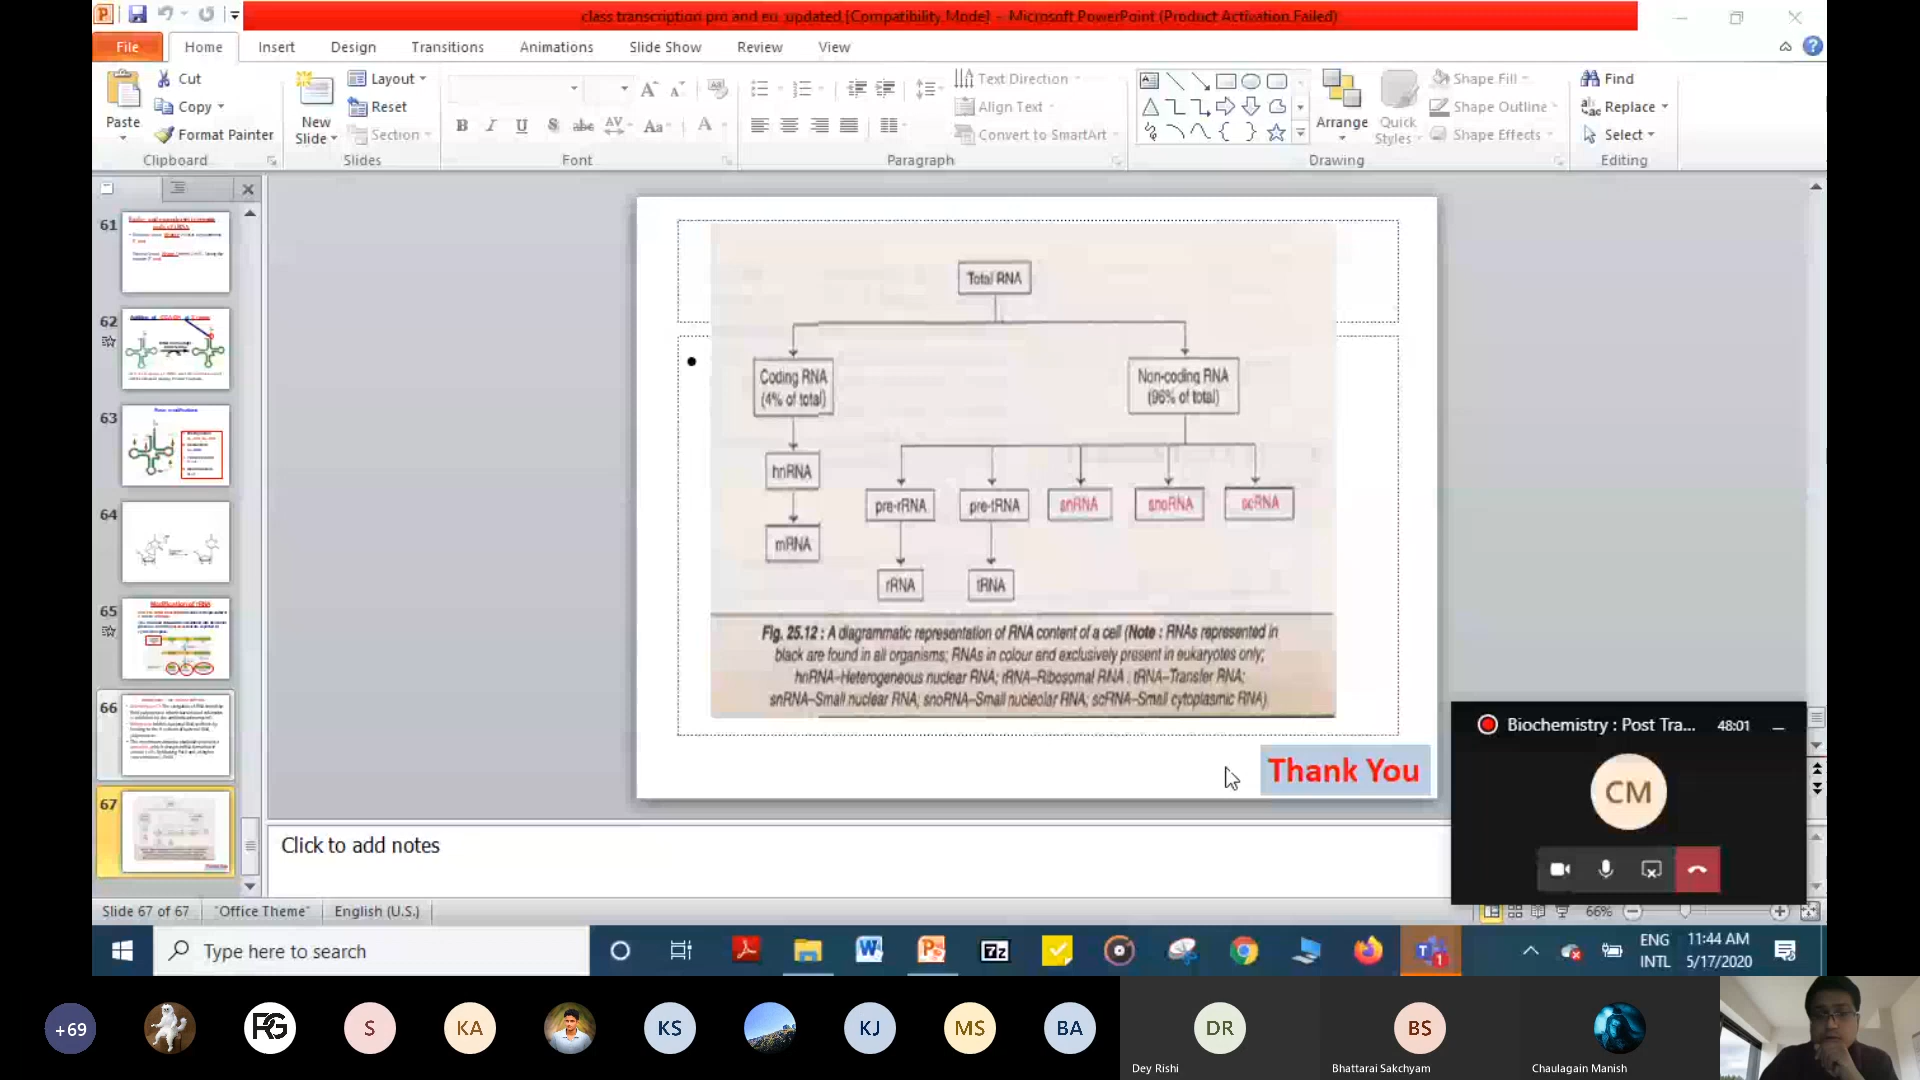 class transcription pro and eu updated [Compatibility Mode] - Microsoft PowerPoint (Product Activation Failed)
File Home Insert Design Transitions Animations Slide Show Review View
Cut
Copy
Format Painter
Paste
Clipboard
New
Slide
Layout
Reset
Section
Slides
Font
Text Direction
Align Text
Convert to SmartArt
Paragraph
Arrange
Quick
Styles
Shape Fill
Shape Outline
Shape Effects
Drawing
Find
Replace
Select
Editing
61
62
63
64
65
66
67
Total RNA
Coding RNA
(4% of total)
Non-coding RNA
(96% of total)
hnRNA
mRNA
pre-rRNA
pre-tRNA
snRNA
snoRNA
scRNA
rRNA
tRNA
Fig. 25.12 : A diagrammatic representation of RNA content of a cell (Note : RNAs represented in
black are found in all organisms; RNAs in colour and exclusively present in eukaryotes only;
hnRNA–Heterogeneous nuclear RNA; rRNA–Ribosomal RNA ; tRNA–Transfer RNA;
snRNA–Small nuclear RNA; snoRNA–Small nucleolar RNA; scRNA–Small cytoplasmic RNA)
Thank You
Click to add notes
Biochemistry : Post Tra... 48:01
CM
Slide 67 of 67
"Office Theme"
English (U.S.)
66%
Type here to search
ENG
INTL
11:44 AM
5/17/2020
+69
RG
S
KA
KS
KJ
MS
BA
DR
Dey Rishi
BS
Bhattarai Sakchyam
Chaulagain Manish